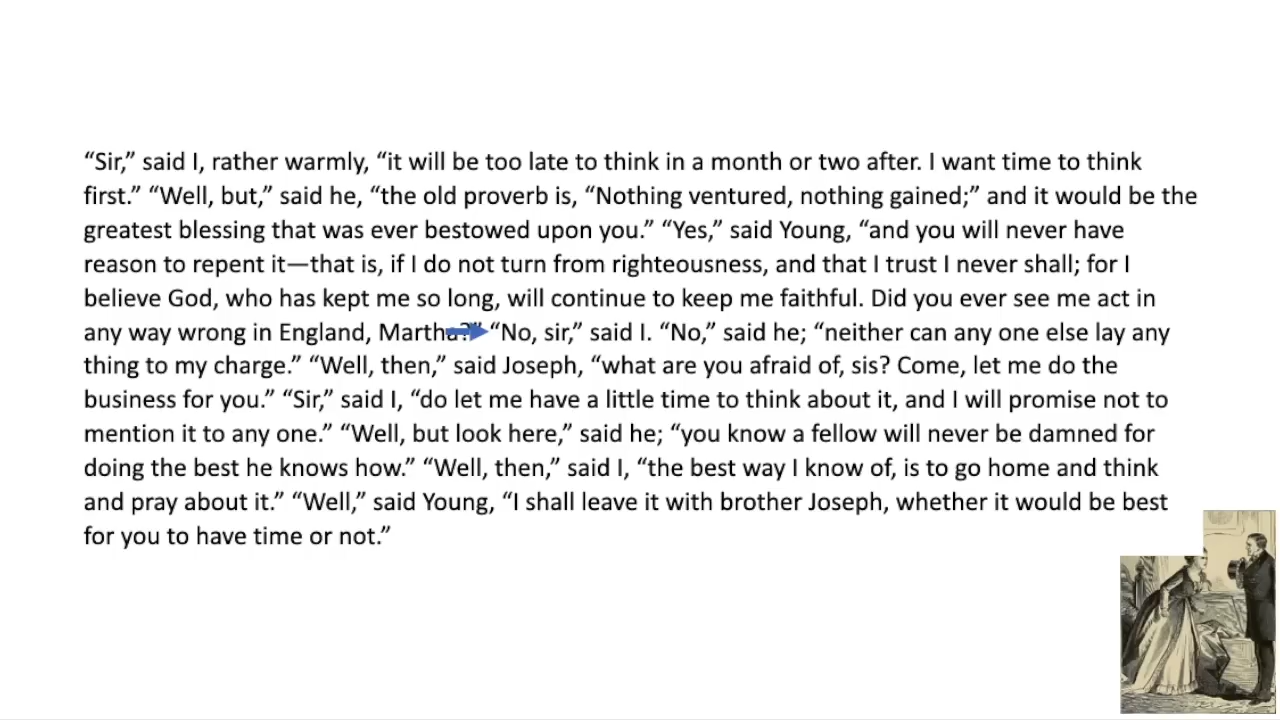 “Sir,” said I, rather warmly, “it will be too late to think in a month or two after. I want time to think
first.” “Well, but,” said he, “the old proverb is, “Nothing ventured, nothing gained;” and it would be the
greatest blessing that was ever bestowed upon you.” “Yes,” said Young, “and you will never have
reason to repent it—that is, if I do not turn from righteousness, and that I trust I never shall; for I
believe God, who has kept me so long, will continue to keep me faithful. Did you ever see me act in
any way wrong in England, Martha?” “No, sir,” said I. “No,” said he; “neither can any one else lay any
thing to my charge.” “Well, then,” said Joseph, “what are you afraid of, sis? Come, let me do the
business for you.” “Sir,” said I, “do let me have a little time to think about it, and I will promise not to
mention it to any one.” “Well, but look here,” said he; “you know a fellow will never be damned for
doing the best he knows how.” “Well, then,” said I, “the best way I know of, is to go home and think
and pray about it.” “Well,” said Young, “I shall leave it with brother Joseph, whether it would be best
for you to have time or not.”